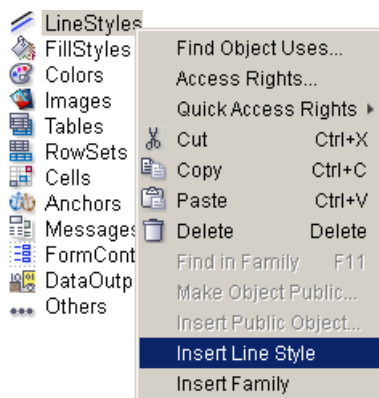 LineStyles
FillStyles
Colors
Images
Tables
RowSets
Cells
Anchors
Messages
FormCont
DataOutp
Others
Find Object Uses...
Access Rights...
Quick Access Rights
Cut Ctrl+X
Copy Ctrl+C
Paste Ctrl+V
Delete Delete
Find in Family F11
Make Object Public...
Insert Public Object...
Insert Line Style
Insert Family